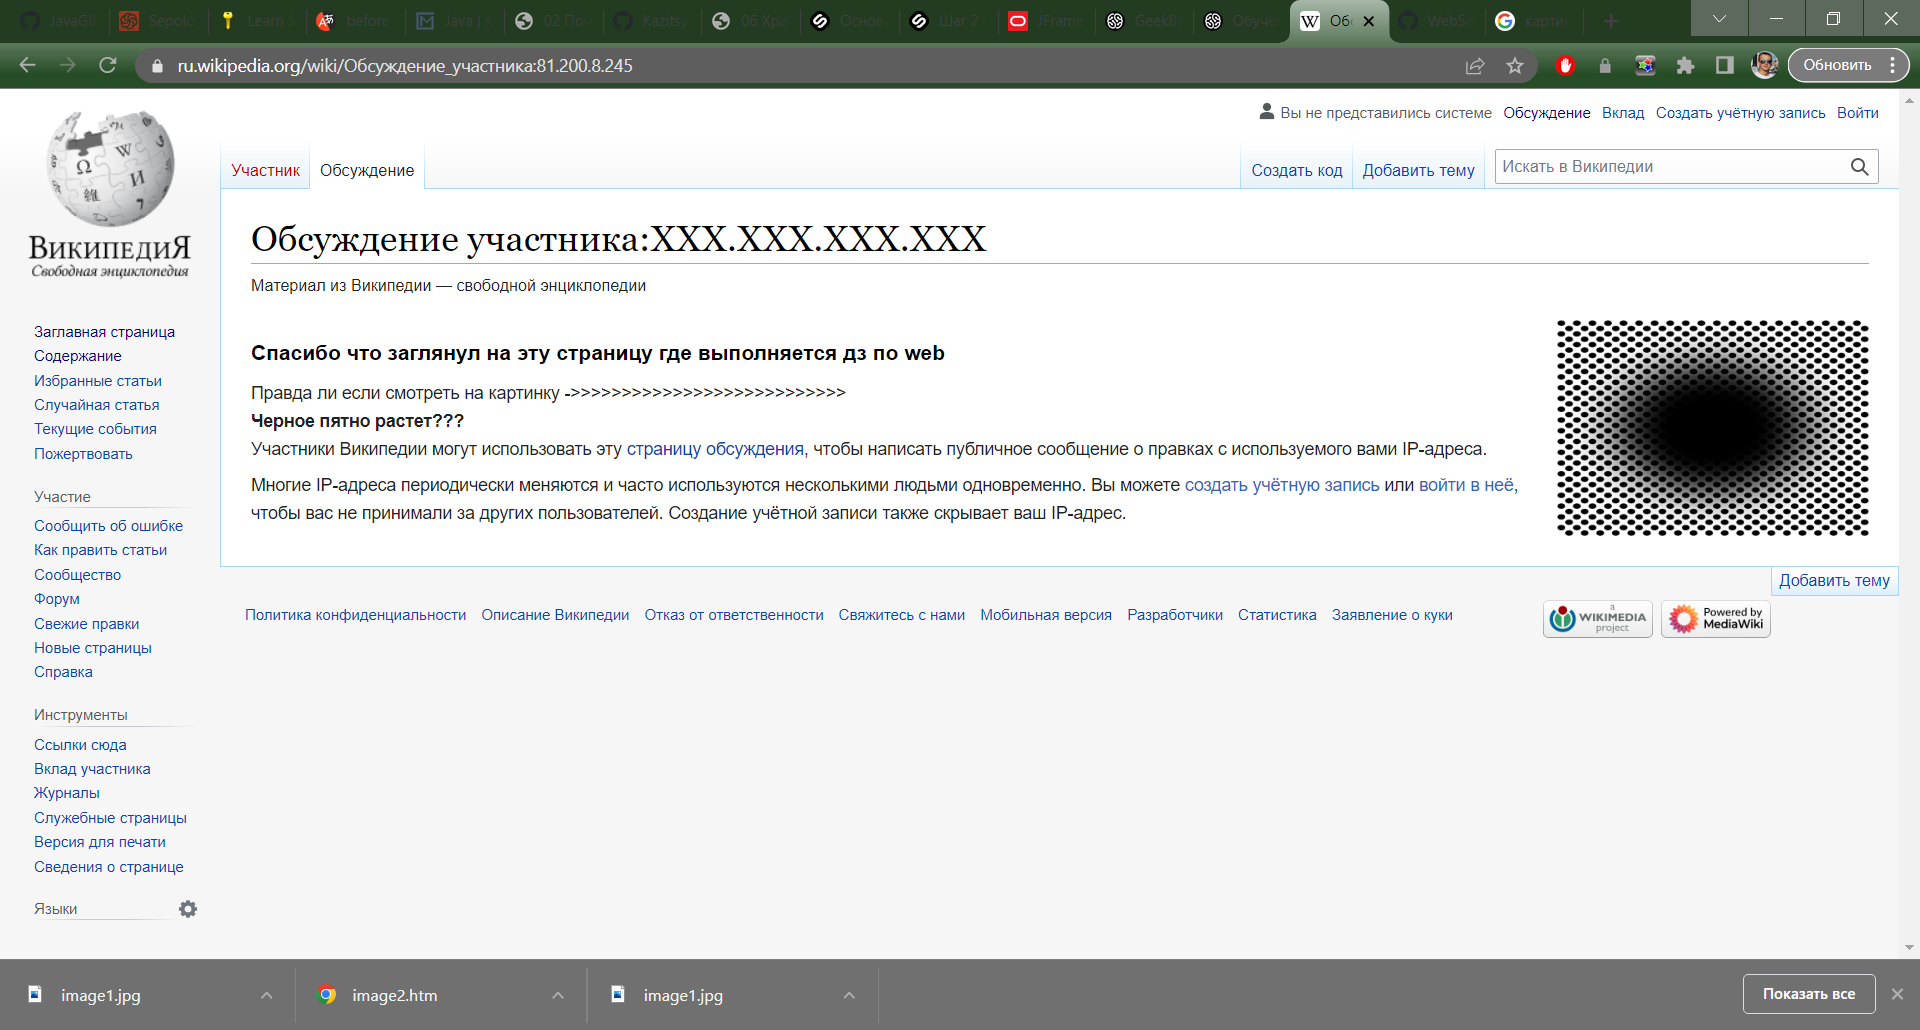 JavaGE
Sepol
Learn S
before
Java |
02 По
Kazitsy
06 Хра
Основ
Шаг 2
JFrame
GeekB
Обуче
Обс
WebSe
карти
ru.wikipedia.org/wiki/Обсуждение_участника:81.200.8.245
Обновить
Вы не представились системе Обсуждение Вклад Создать учётную запись Войти
Участник Обсуждение Создать код Добавить тему Искать в Википедии
ВикипедиЯ
Свободная энциклопедия
Обсуждение участника:XXX.XXX.XXX.XXX
Материал из Википедии — свободной энциклопедии
Спасибо что заглянул на эту страницу где выполняется дз по web
Правда ли если смотреть на картинку ->>>>>>>>>>>>>>>>>>>>>>>>>>>
Черное пятно растет???
Участники Википедии могут использовать эту страницу обсуждения, чтобы написать публичное сообщение о правках с используемого вами IP-адреса.
Многие IP-адреса периодически меняются и часто используются несколькими людьми одновременно. Вы можете создать учётную запись или войти в неё,
чтобы вас не принимали за других пользователей. Создание учётной записи также скрывает ваш IP-адрес.
Заглавная страница
Содержание
Избранные статьи
Случайная статья
Текущие события
Пожертвовать
Участие
Сообщить об ошибке
Как править статьи
Сообщество
Форум
Свежие правки
Новые страницы
Справка
Инструменты
Ссылки сюда
Вклад участника
Журналы
Служебные страницы
Версия для печати
Сведения о странице
Языки
Добавить тему
Политика конфиденциальности Описание Википедии Отказ от ответственности Свяжитесь с нами Мобильная версия Разработчики Статистика Заявление о куки
a
WIKIMEDIA
project
Powered by
MediaWiki
image1.jpg
image2.htm
image1.jpg
Показать все